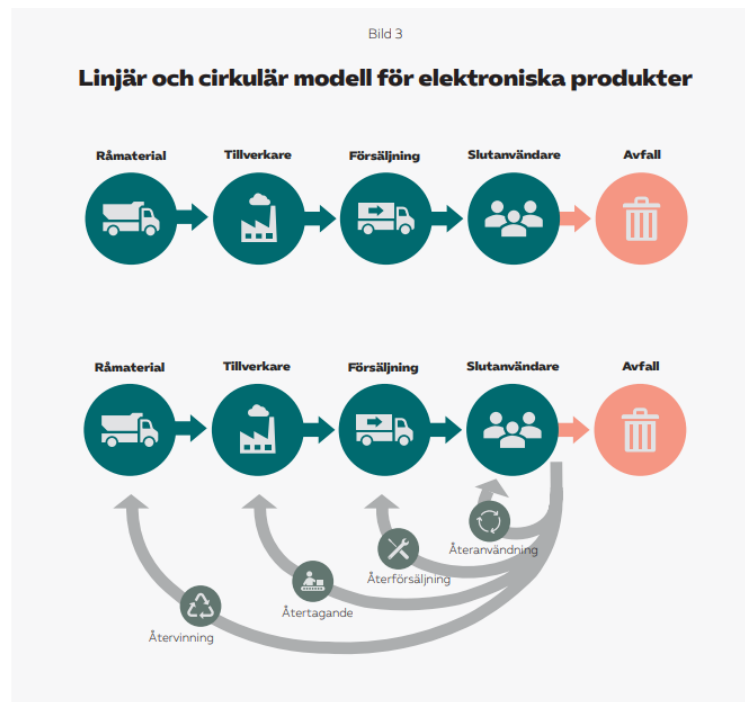 Bild 3
Linjär och cirkulär modell för elektroniska produkter
Råmaterial
Tillverkare
Försäljning
Slutanvändare
Avfall
Råmaterial
Tillverkare
Försäljning
Slutanvändare
Avfall
Återanvändning
Återförsäljning
Återtagande
Återvinning